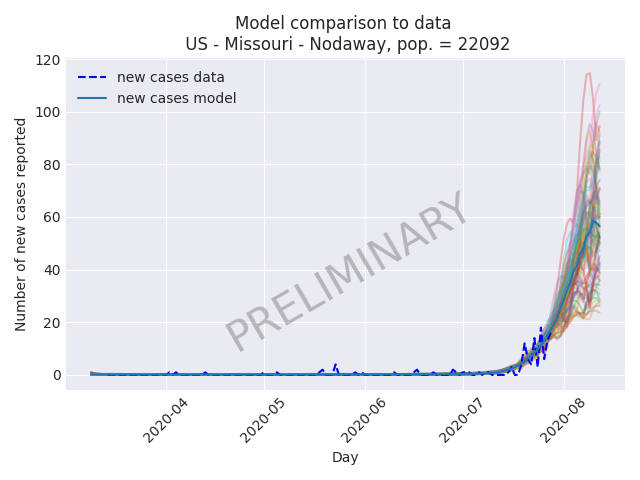 Model comparison to data
US - Missouri - Nodaway, pop. = 22092
120
100
80
60
40
20
0
new cases data
new cases model
PRELIMINARY
Number of new cases reported
2020-04
2020-05
2020-06
2020-07
2020-08
Day